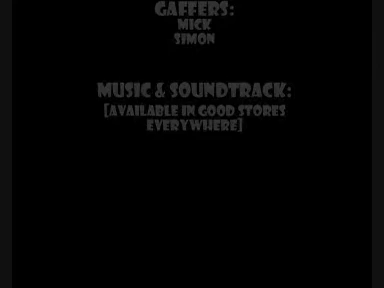 GAFFERS:
MICK
SIMON
MUSIC & SOUNDTRACK:
[AVAILABLE IN GOOD STORES
EVERYWHERE]